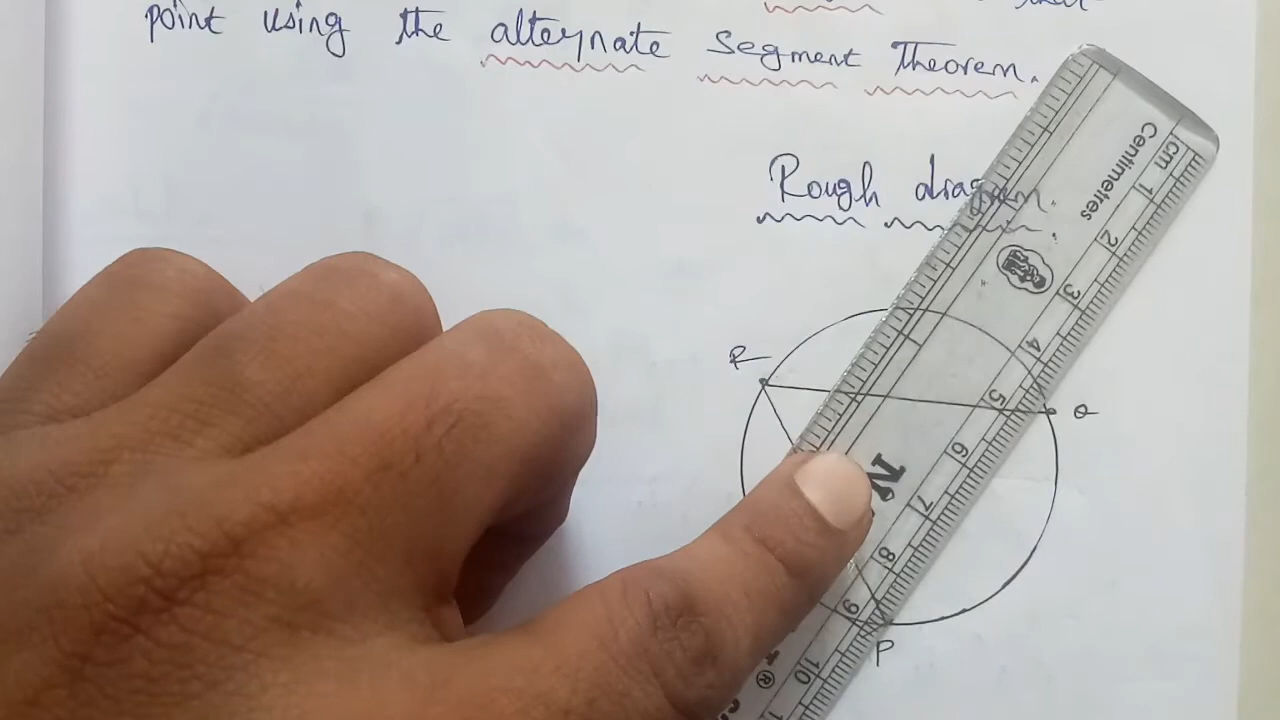 point using the alternate segment Theorem.
Rough diagram.
Centimetres
cm 1 2 3 4 5 6 7 8 9 10
R
Q
N
P